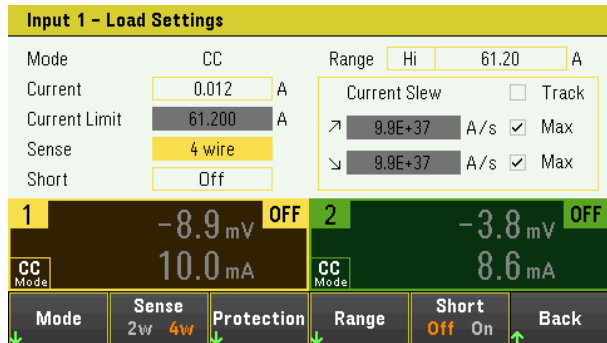 Input 1 – Load Settings
Mode CC Range Hi 61.20 A
Current 0.012 A Current Slew Track
Current Limit 61.200 A 9.9E+37 A/s Max
Sense 4 wire 9.9E+37 A/s Max
Short Off
1 -8.9 mV OFF 2 -3.8 mV OFF
CC Mode 10.0 mA CC Mode 8.6 mA
Mode Sense Protection Range Short Back
2w 4w Off On